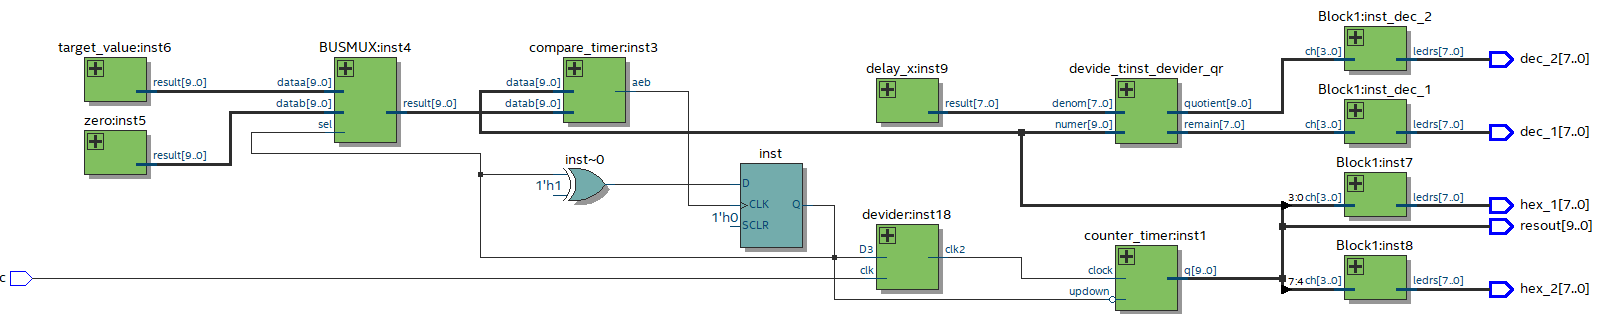 target_value:inst6
result[9..0]
zero:inst5
result[9..0]
BUSMUX:inst4
dataa[9..0]
datab[9..0]
sel
result[9..0]
compare_timer:inst3
dataa[9..0]
datab[9..0]
aeb
inst~0
1'h1
inst
D
CLK
Q
1'h0
SCLR
delay_x:inst9
result[7..0]
devider:inst18
D3
clk
clk2
c
devide_t:inst_devider_qr
denom[7..0]
numer[9..0]
quotient[9..0]
remain[7..0]
counter_timer:inst1
clock
updown
q[9..0]
Block1:inst_dec_2
ch[3..0]
ledrs[7..0]
dec_2[7..0]
Block1:inst_dec_1
ch[3..0]
ledrs[7..0]
dec_1[7..0]
Block1:inst7
3:0 ch[3..0]
ledrs[7..0]
hex_1[7..0]
resout[9..0]
Block1:inst8
7:4 ch[3..0]
ledrs[7..0]
hex_2[7..0]